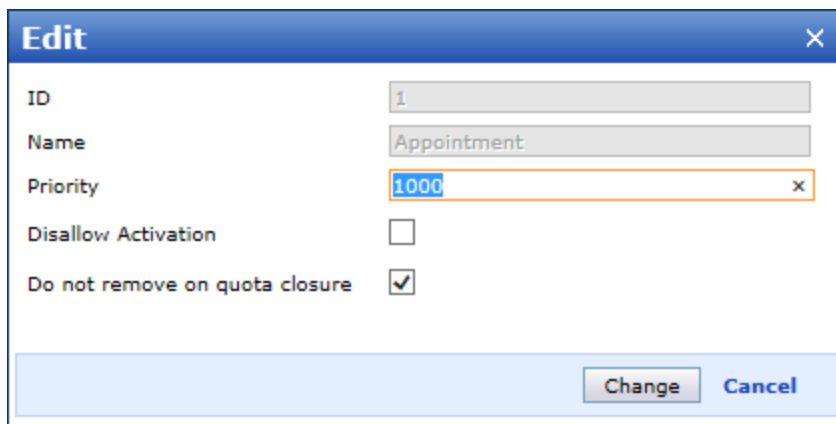 Edit
ID 1
Name Appointment
Priority 1000
Disallow Activation
Do not remove on quota closure
Change Cancel